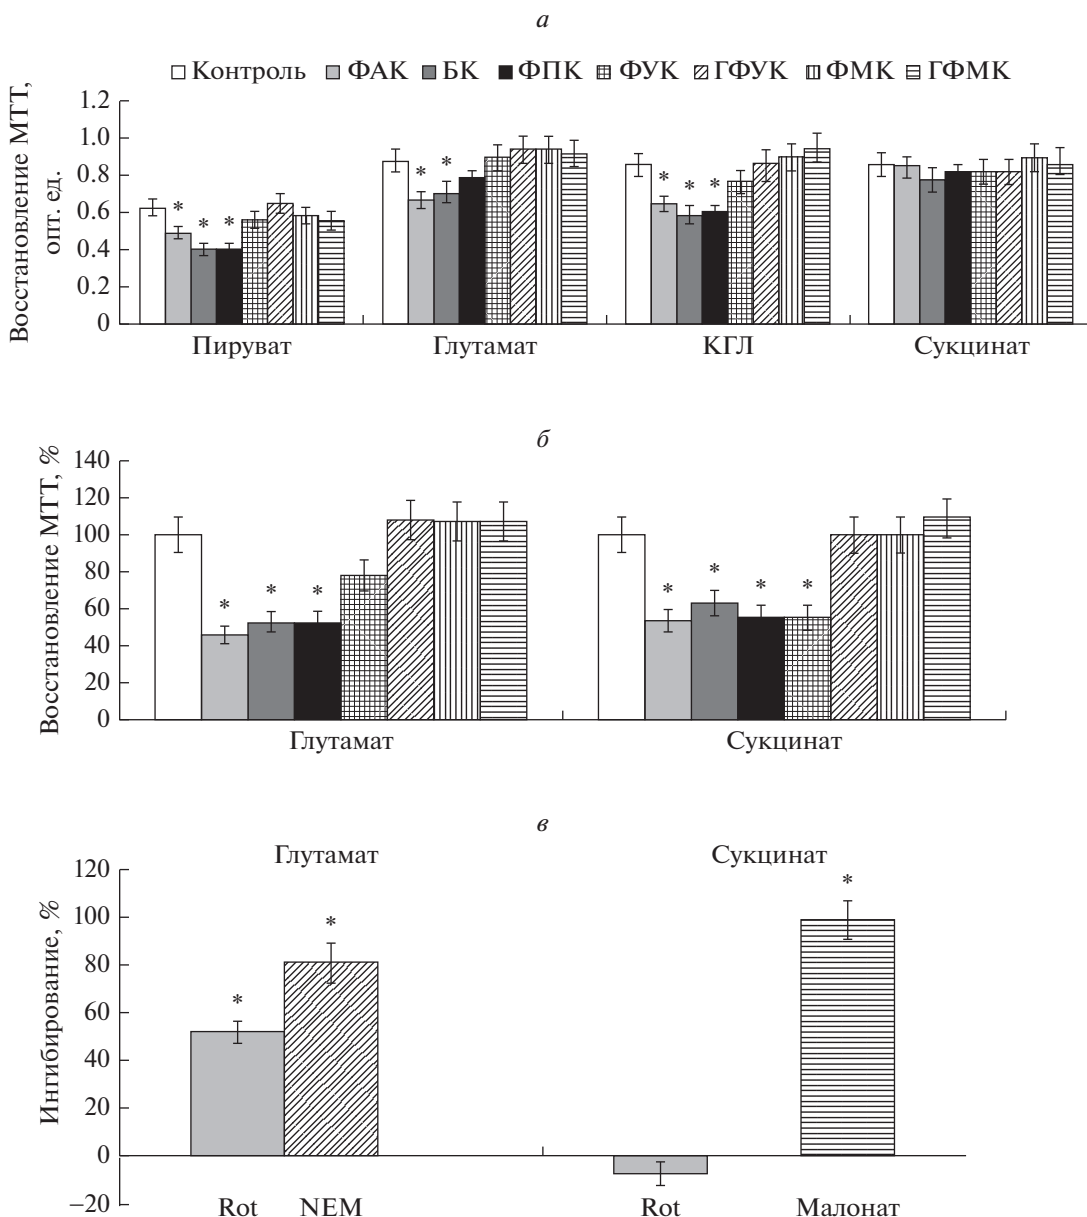 а
Контроль ФАК БК ФПК ФУК ГФУК ФМК ГФМК
Восстановление МТТ,
опт. ед.
1.2
1.0
0.8
0.6
0.4
0.2
0
* * *
* *
* * *
Пируват Глутамат КГЛ Сукцинат
б
Восстановление МТТ, %
140
120
100
80
60
40
20
0
* * *
* * * *
Глутамат Сукцинат
в
Глутамат Сукцинат
Ингибирование, %
120
100
80
60
40
20
0
–20
* *
*
Rot NEM Rot Малонат